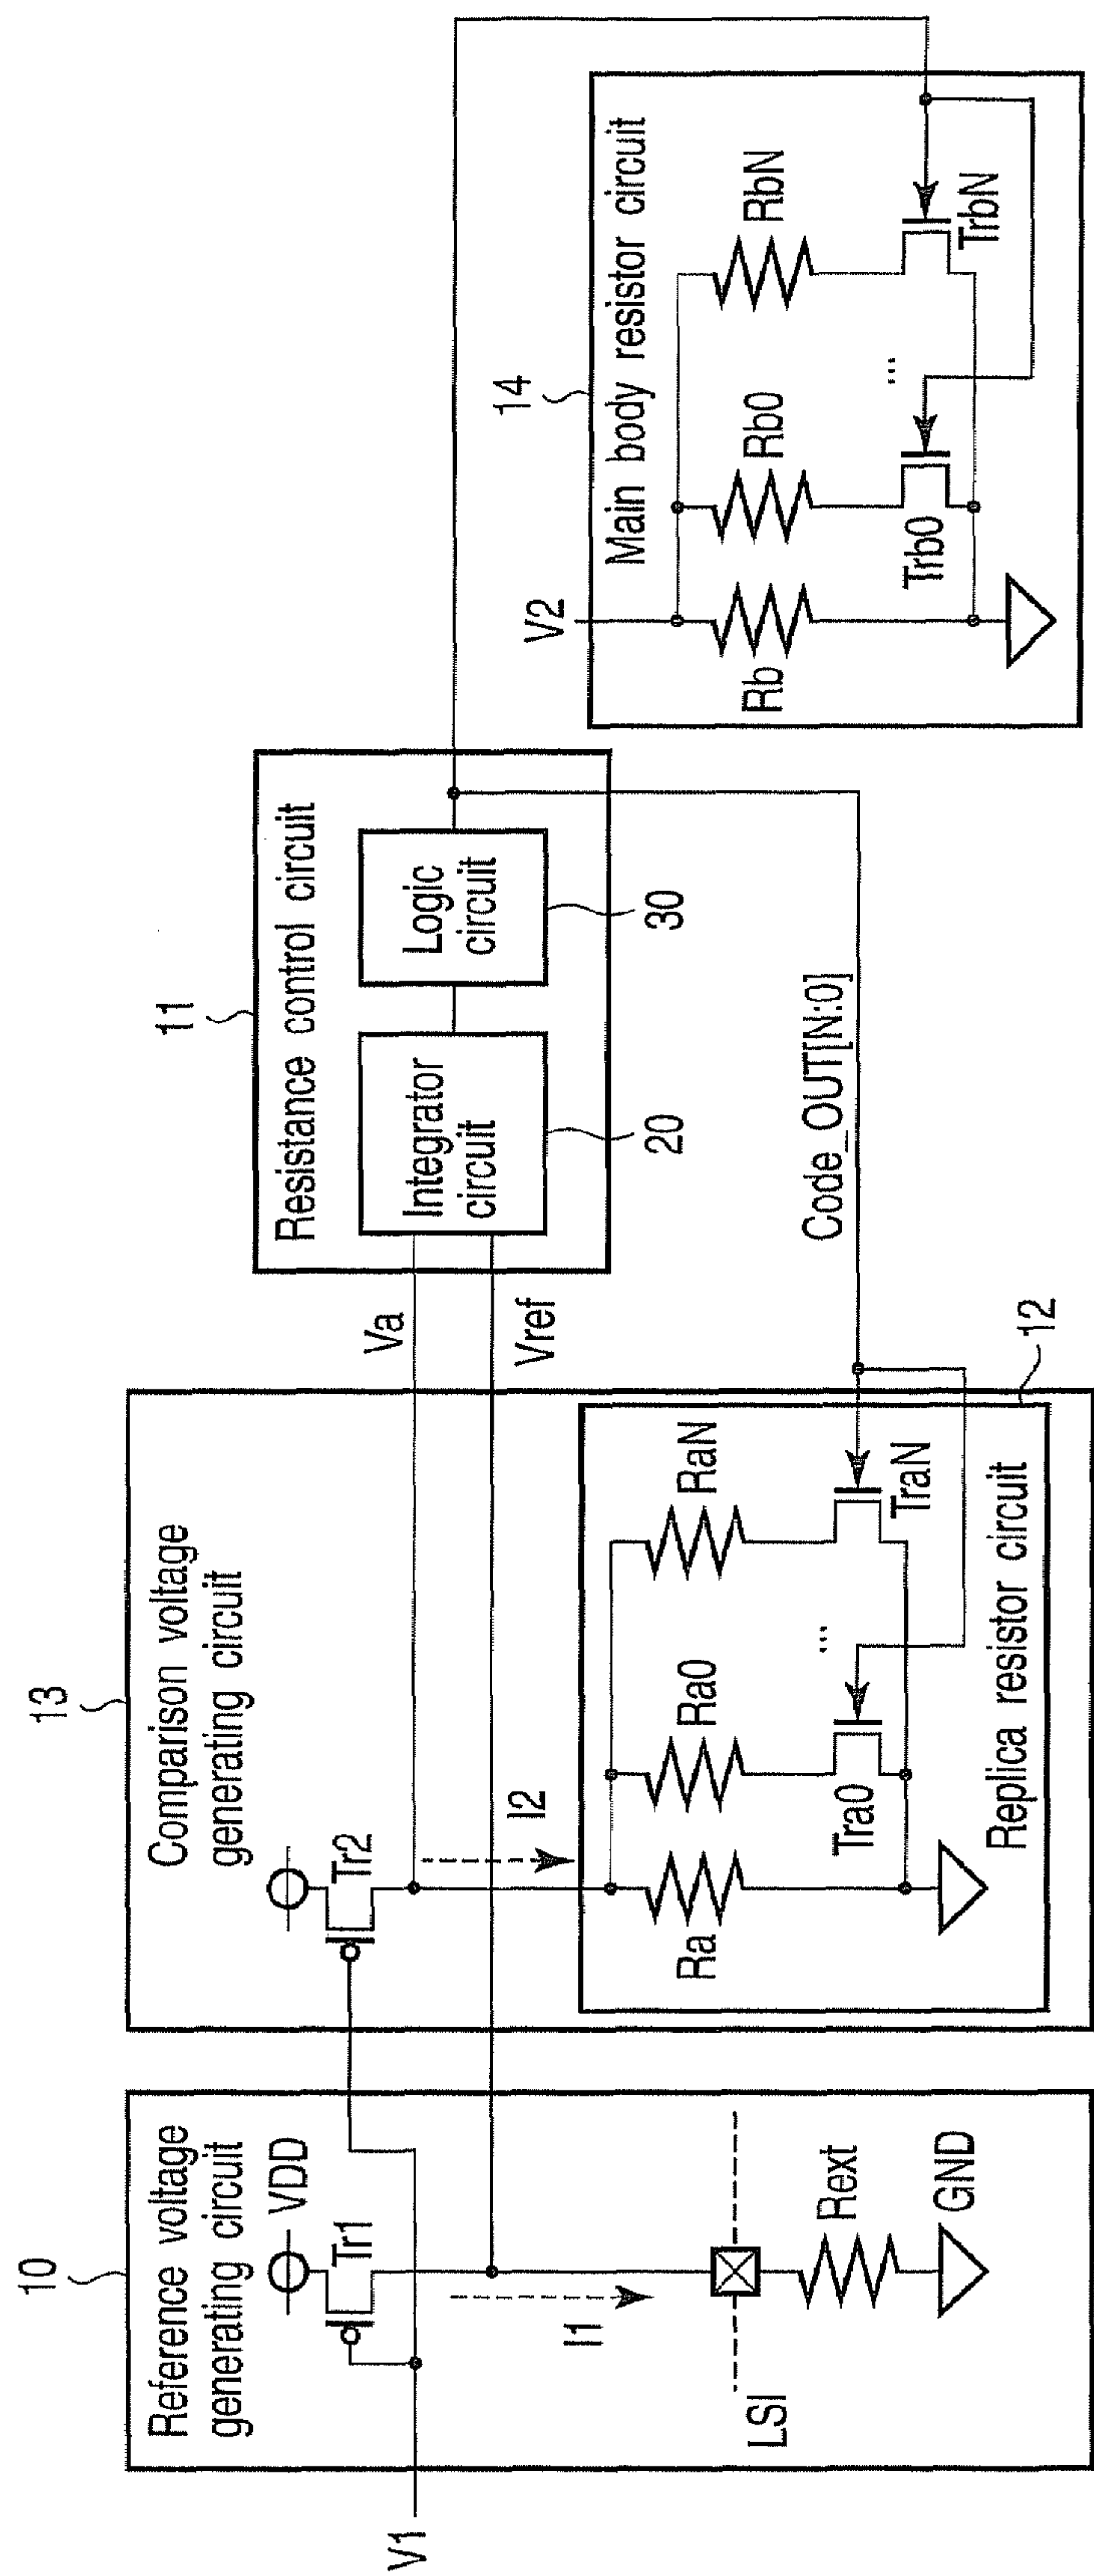 10
Reference voltage
generating circuit
VDD
Tr1
V1
I1
LSI
Rext
GND
13
Comparison voltage
generating circuit
Tr2
I2
Va
Vref
Ra
Ra0
RaN
Tra0
...
TraN
Replica resistor circuit
12
11
Resistance control circuit
Integrator
circuit
20
Logic
circuit
30
Code_OUT[N:0]
14
Main body resistor circuit
V2
Rb
Rb0
RbN
Trb0
...
TrbN